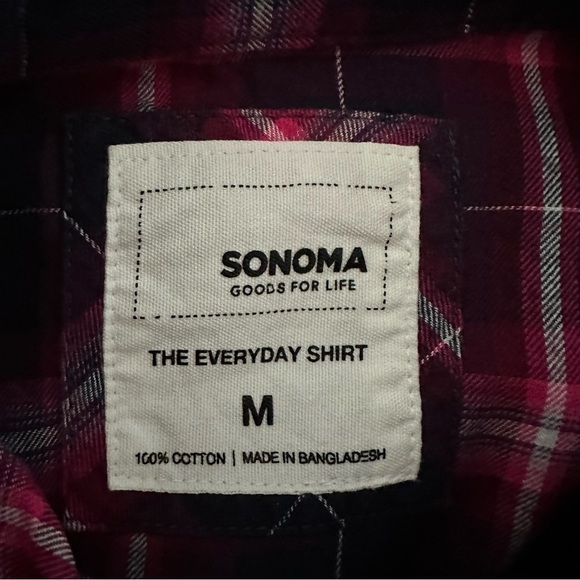 SONOMA
GOODS FOR LIFE
THE EVERYDAY SHIRT
M
100% COTTON | MADE IN BANGLADESH